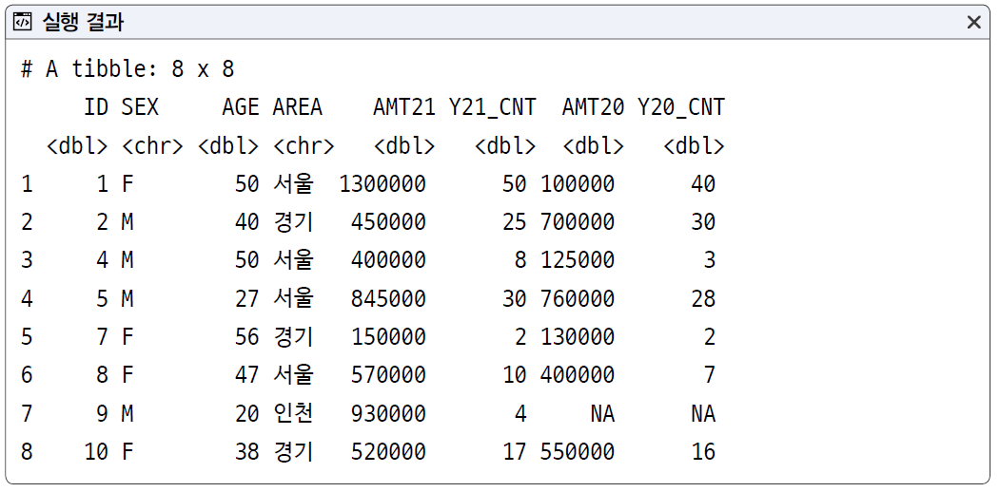 실행 결과
# A tibble: 8 x 8
ID SEX AGE AREA AMT21 Y21_CNT AMT20 Y20_CNT
<dbl> <chr> <dbl> <chr> <dbl> <dbl> <dbl> <dbl>
1 1 F 50 서울 1300000 50 100000 40
2 2 M 40 경기 450000 25 700000 30
3 4 M 50 서울 400000 8 125000 3
4 5 M 27 서울 845000 30 760000 28
5 7 F 56 경기 150000 2 130000 2
6 8 F 47 서울 570000 10 400000 7
7 9 M 20 인천 930000 4 NA NA
8 10 F 38 경기 520000 17 550000 16